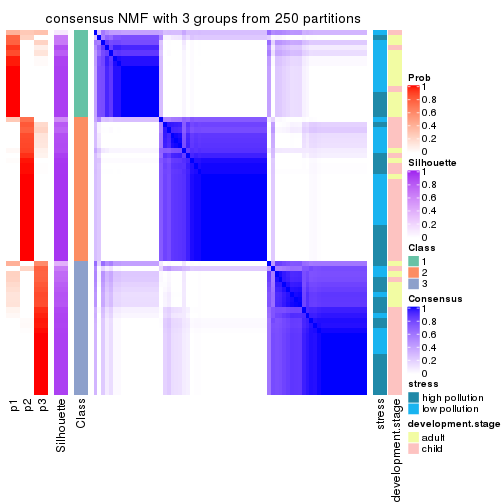 consensus NMF with 3 groups from 250 partitions
Prob
1
0.8
0.6
0.4
0.2
0
Silhouette
1
0.8
0.6
0.4
0.2
0
Class
1
2
3
Consensus
1
0.8
0.6
0.4
0.2
0
stress
high pollution
low pollution
development.stage
adult
child
p1
p2
p3
Silhouette
Class
stress
development.stage